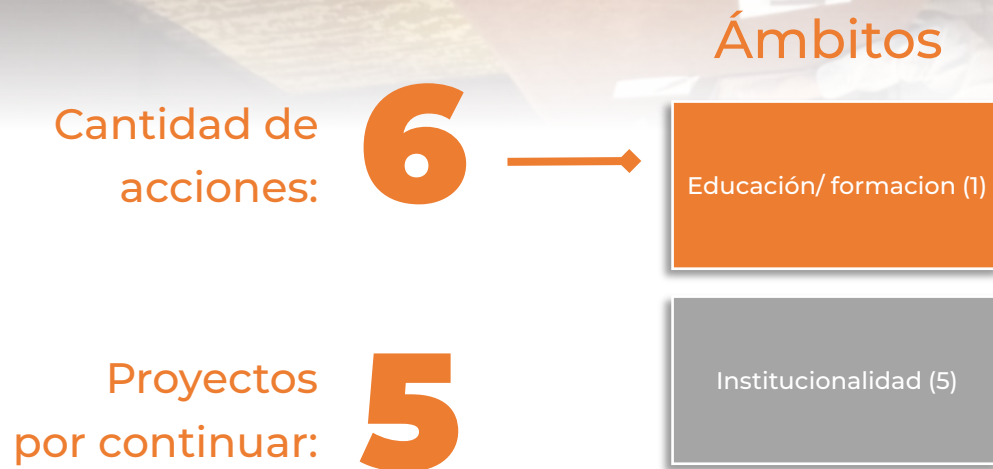 Ámbitos
Cantidad de
acciones:
6
Educación/ formacion (1)
Proyectos
por continuar:
5
Institucionalidad (5)